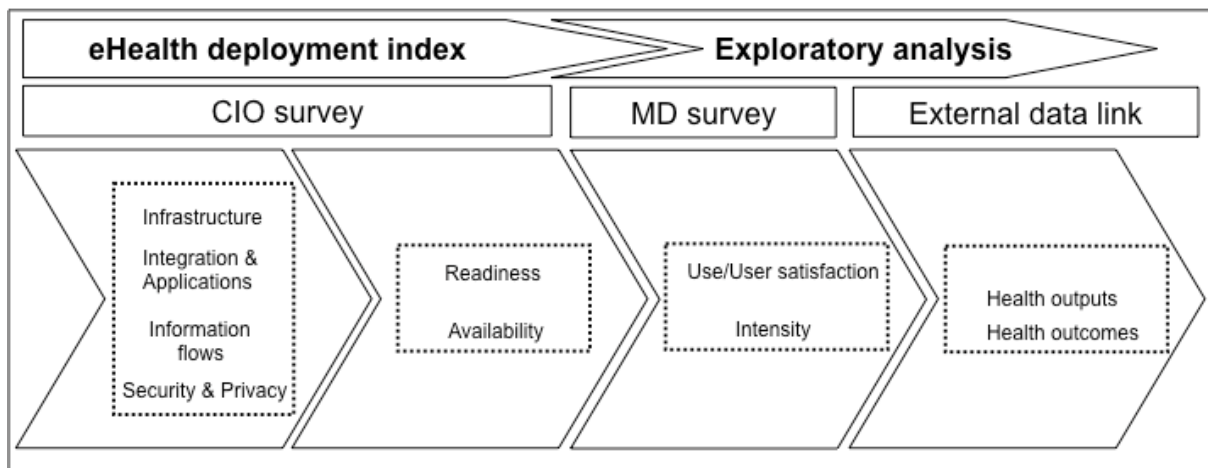 eHealth deployment index
Exploratory analysis
CIO survey
MD survey
External data link
Infrastructure
Integration &
Applications
Information
flows
Security & Privacy
Readiness
Availability
Use/User satisfaction
Intensity
Health outputs
Health outcomes